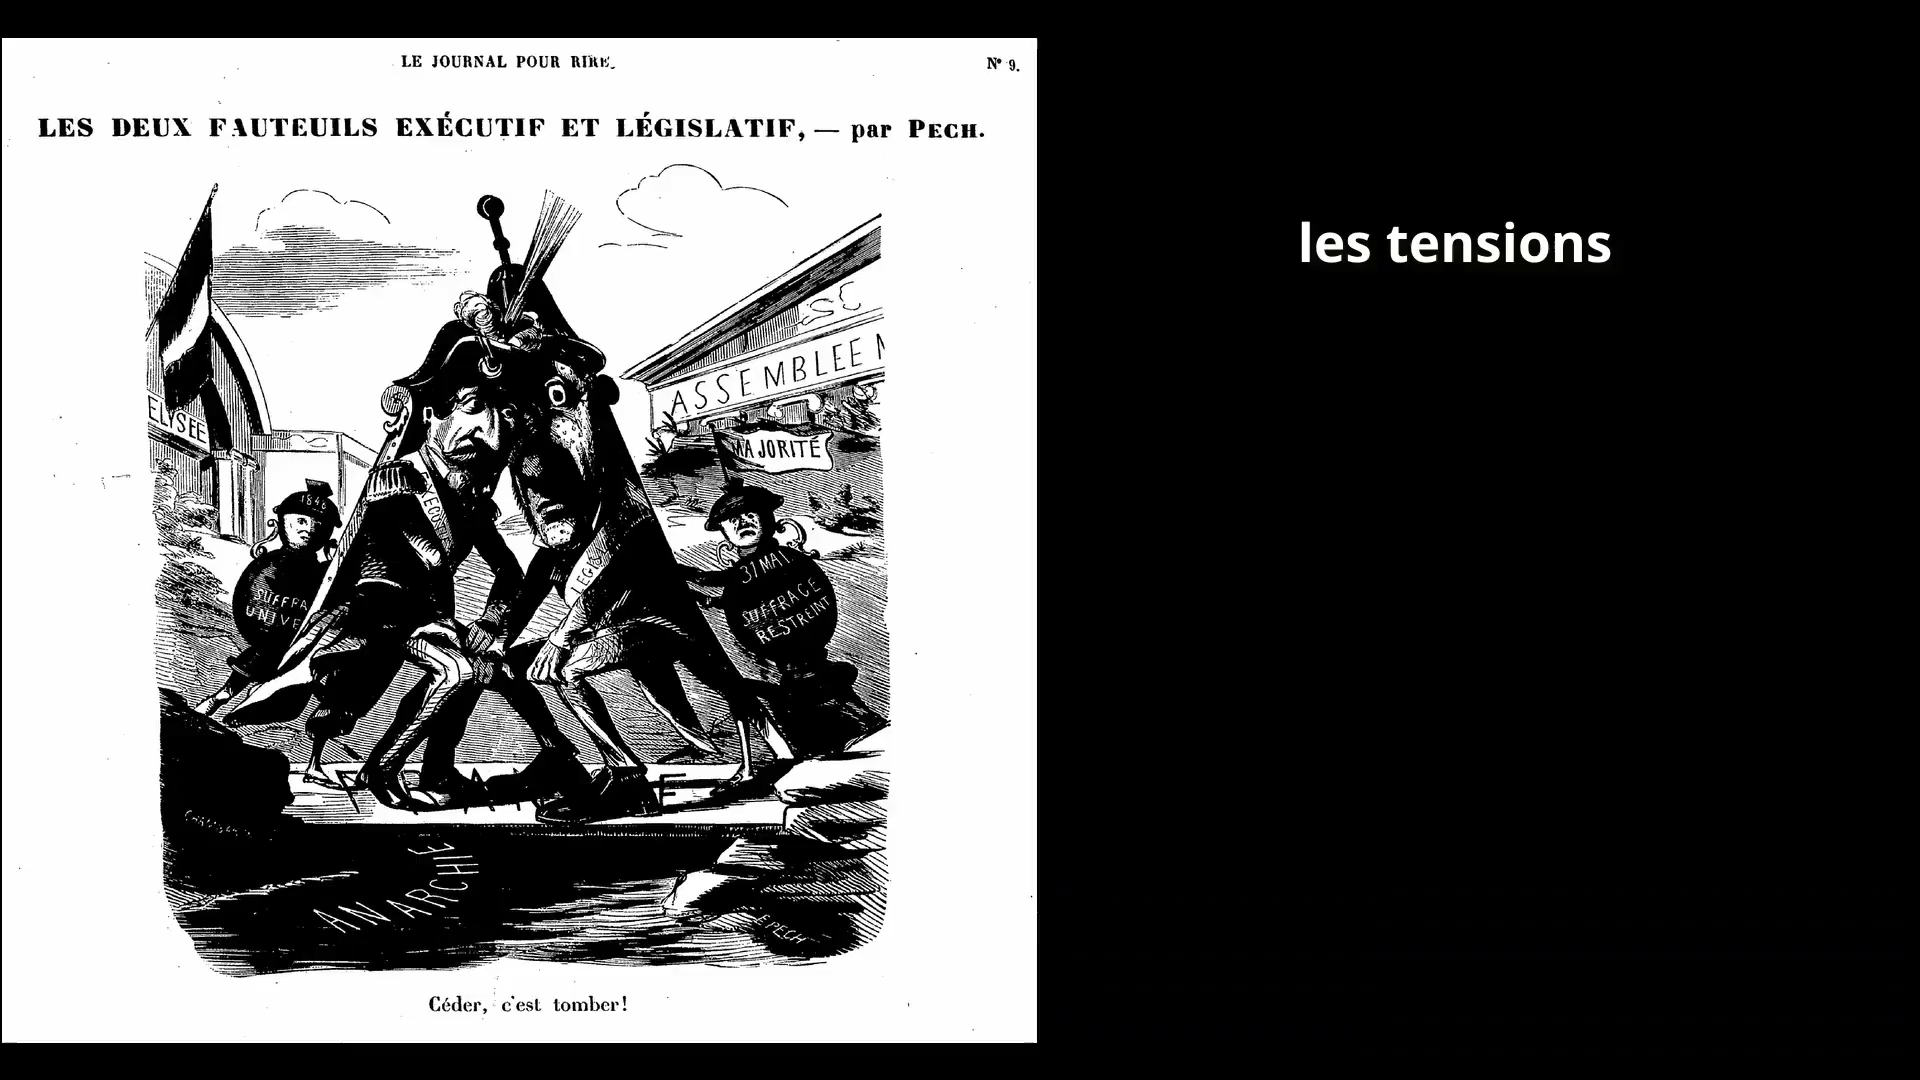 LE JOURNAL POUR RIRE.
N° 9.
LES DEUX FAUTEUILS EXÉCUTIF ET LÉGISLATIF, — par PECH.
les tensions
ASSEMBLEE N
ELYSEE
MAJORITÉ
1848
31 MAI
SUFFRA
UNIVE
SUFFRAGE
RESTREINT
ANARCHIE
E PECH
Céder, c'est tomber!